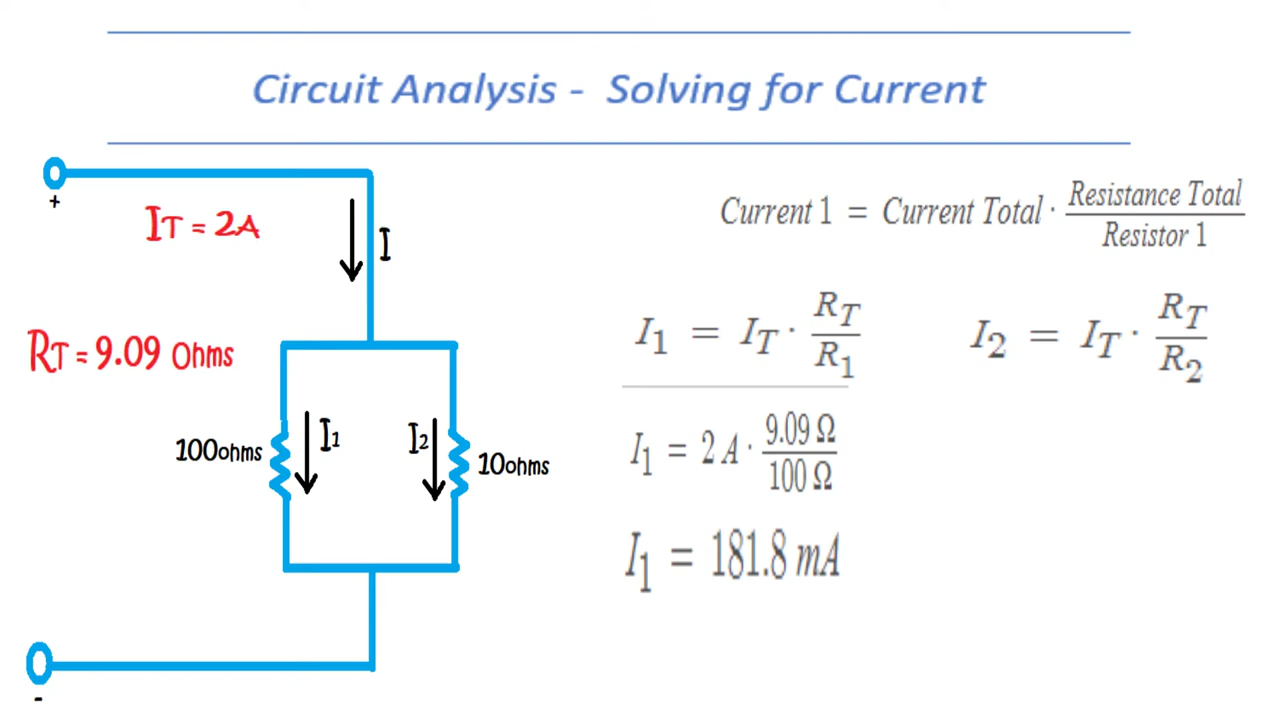 Circuit Analysis - Solving for Current
+
IT = 2A
I
RT = 9.09 Ohms
100ohms
I1
I2
10ohms
-
Current 1 = Current Total · Resistance Total / Resistor 1
I1 = IT · RT / R1
I2 = IT · RT / R2
I1 = 2 A · 9.09 Ω / 100 Ω
I1 = 181.8 mA